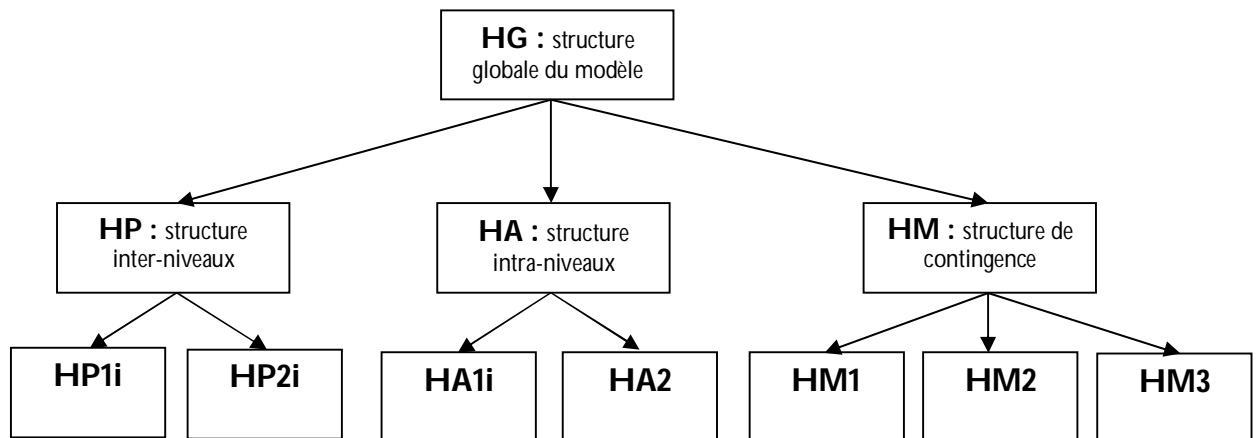 HG : structure
globale du modèle
HP : structure
inter-niveaux
HA : structure
intra-niveaux
HM : structure de
contingence
HP1i
HP2i
HA1i
HA2
HM1
HM2
HM3